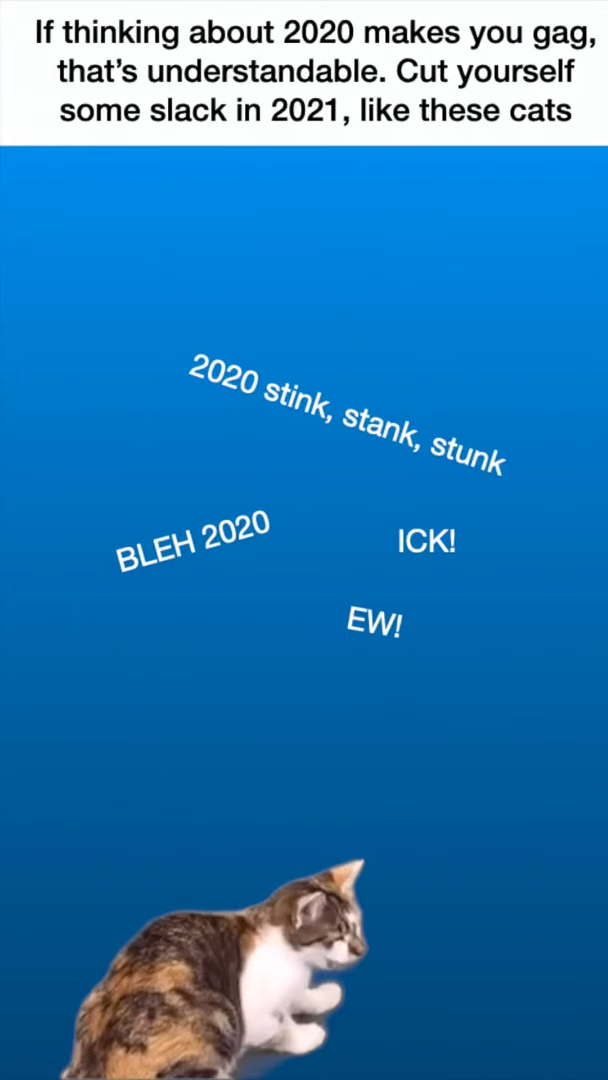 If thinking about 2020 makes you gag,
that's understandable. Cut yourself
some slack in 2021, like these cats
2020 stink, stank, stunk
BLEH 2020
ICK!
EW!